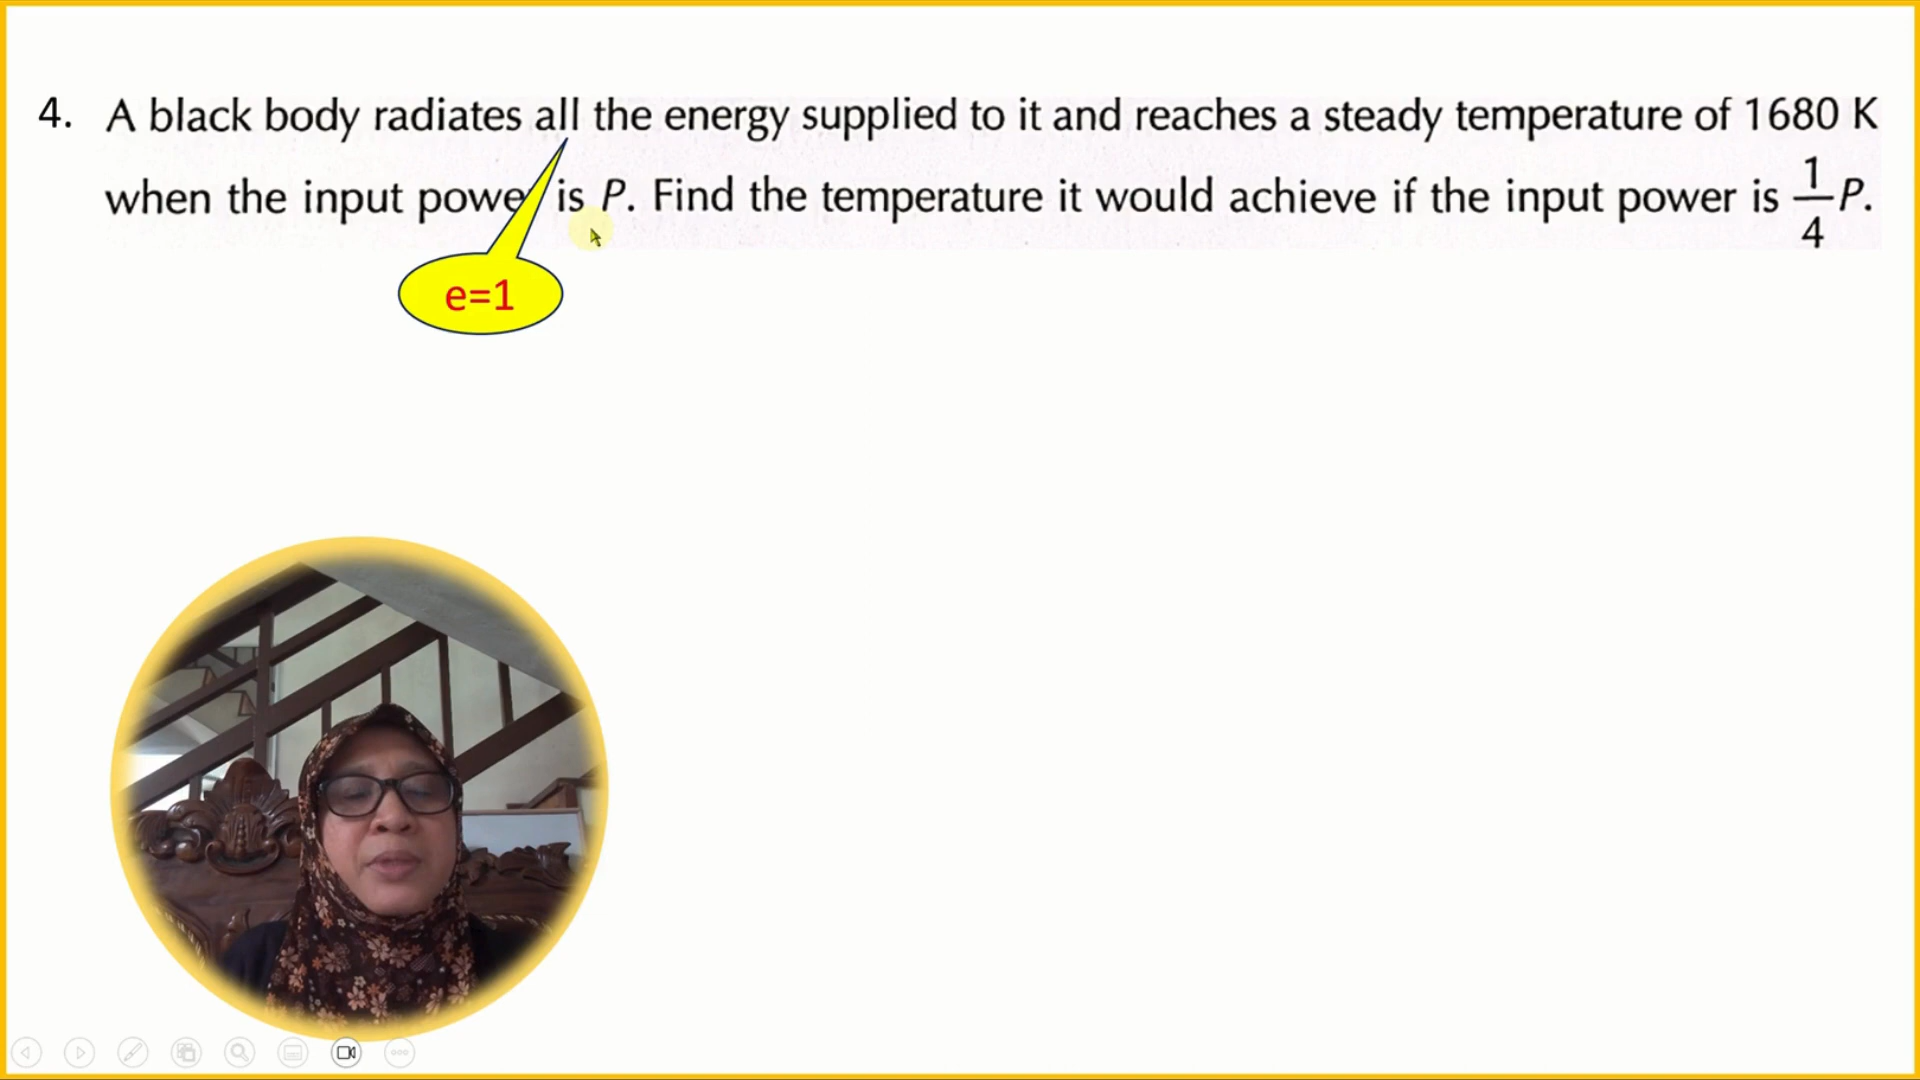 4. A black body radiates all the energy supplied to it and reaches a steady temperature of 1680 K
when the input power is P. Find the temperature it would achieve if the input power is 1/4 P.
e=1